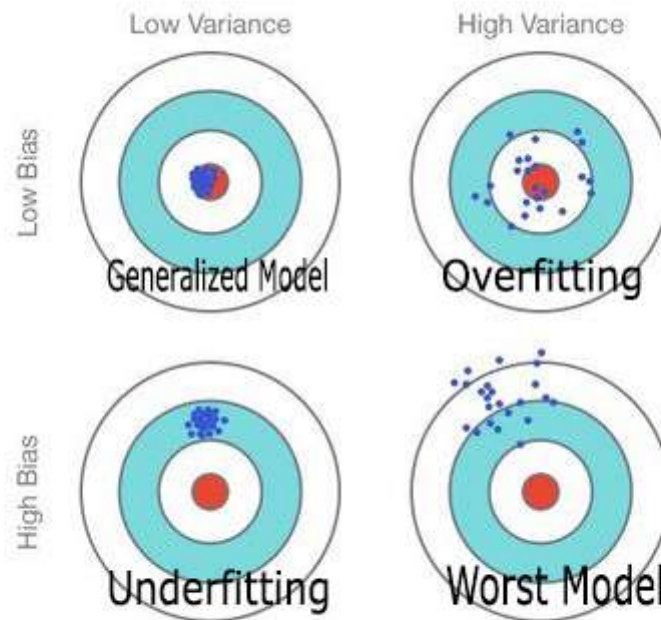 Low Variance
High Variance
Low Bias
Generalized Model
Overfitting
High Bias
Underfitting
Worst Model